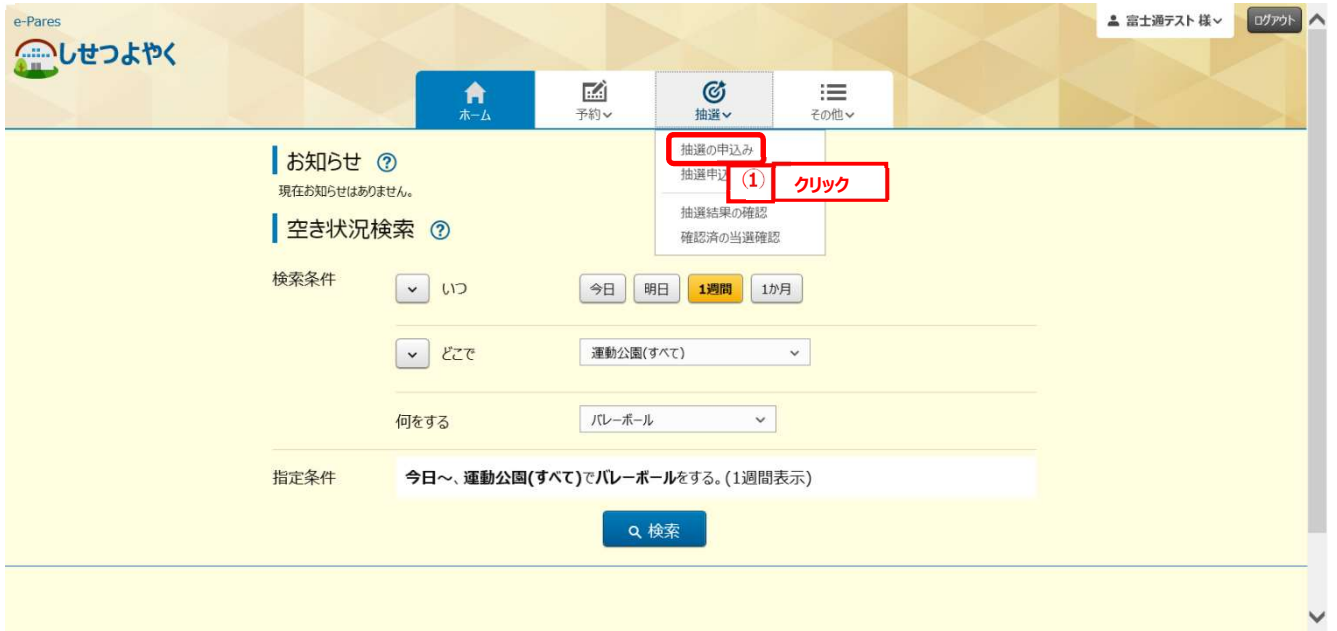 e-Pares
しせつよやく
富士通テスト 様
ログアウト
ホーム
予約
抽選
その他
抽選の申込み
抽選申込
① クリック
抽選結果の確認
確認済の当選確認
お知らせ ?
現在お知らせはありません。
空き状況検索 ?
検索条件
いつ
今日 明日 1週間 1か月
どこで
運動公園(すべて)
何をする
バレーボール
指定条件
今日～、運動公園(すべて)でバレーボールをする。(1週間表示)
検索